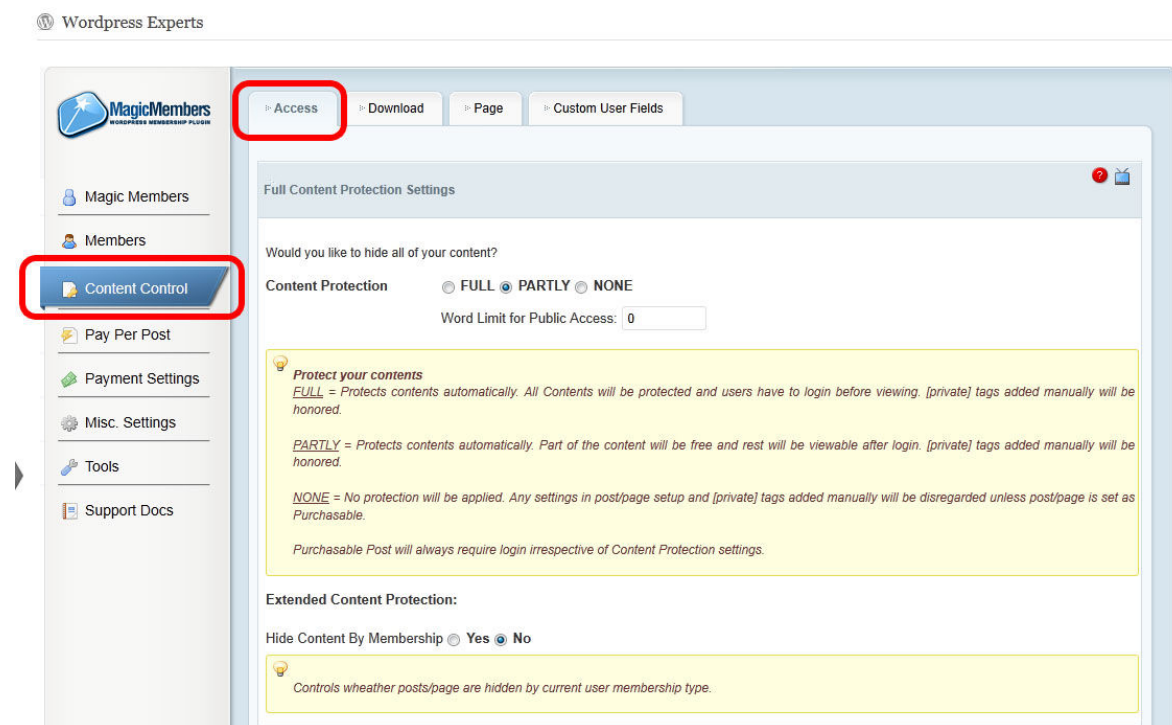 Wordpress Experts
MagicMembers
WORDPRESS MEMBERSHIP PLUGIN
Access
Download
Page
Custom User Fields
Full Content Protection Settings
Magic Members
Members
Content Control
Pay Per Post
Payment Settings
Misc. Settings
Tools
Support Docs
Would you like to hide all of your content?
Content Protection FULL PARTLY NONE
Word Limit for Public Access: 0
Protect your contents
FULL = Protects contents automatically. All Contents will be protected and users have to login before viewing. [private] tags added manually will be
honored.
PARTLY = Protects contents automatically. Part of the content will be free and rest will be viewable after login. [private] tags added manually will be
honored.
NONE = No protection will be applied. Any settings in post/page setup and [private] tags added manually will be disregarded unless post/page is set as
Purchasable.
Purchasable Post will always require login irrespective of Content Protection settings.
Extended Content Protection:
Hide Content By Membership Yes No
Controls wheather posts/page are hidden by current user membership type.